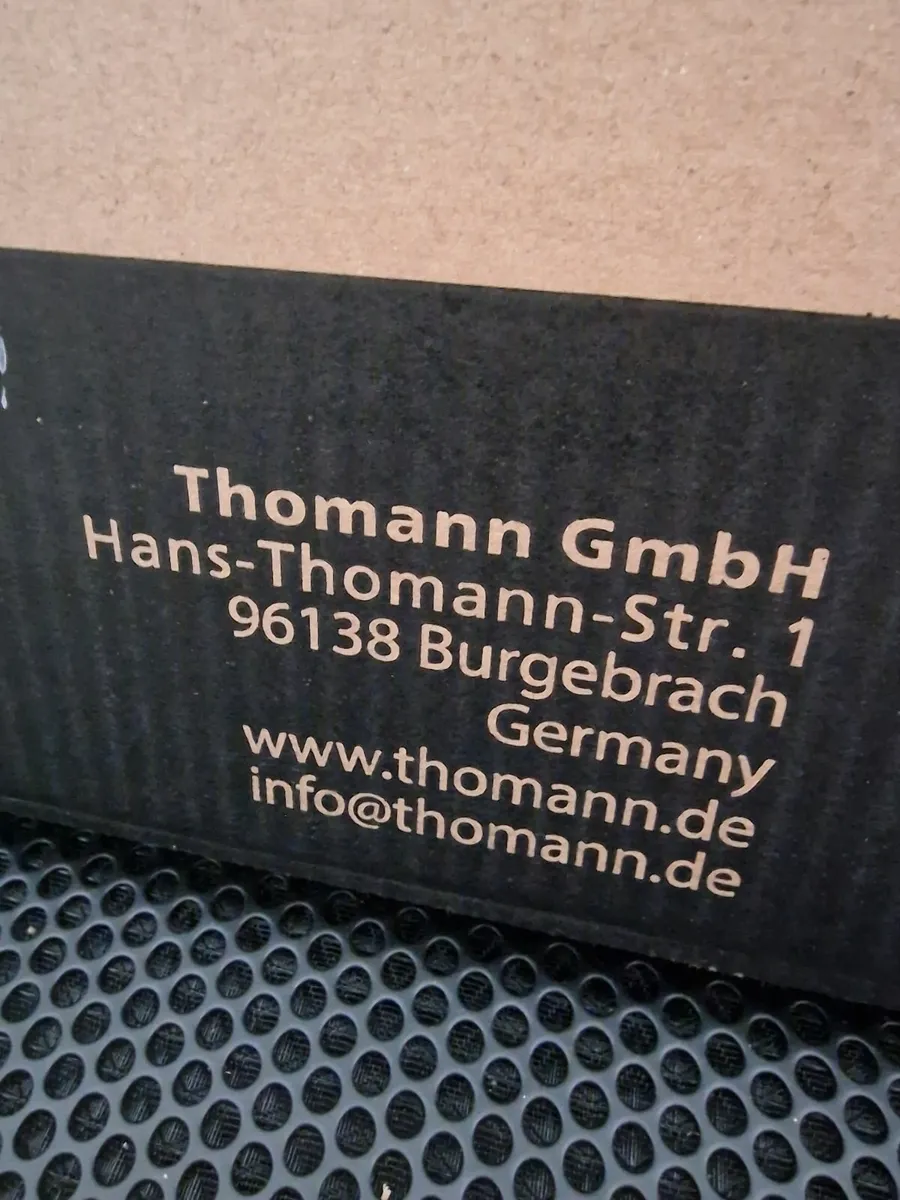 Thomann GmbH
Hans-Thomann-Str. 1
96138 Burgebrach
Germany
www.thomann.de
info@thomann.de